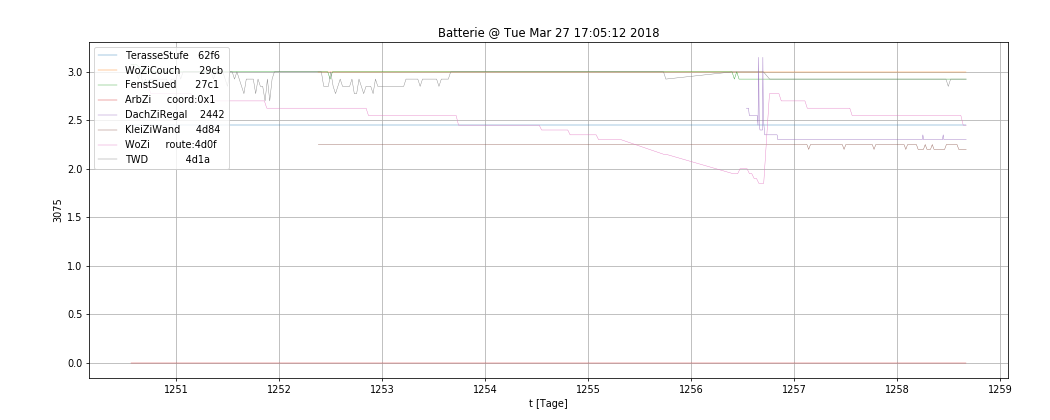 Batterie @ Tue Mar 27 17:05:12 2018
TerasseStufe 62f6
WoZiCouch 29cb
FenstSued 27c1
ArbZi coord:0x1
DachZiRegal 2442
KleiZiWand 4d84
WoZi route:4d0f
TWD 4d1a
3.0
2.5
2.0
1.5
1.0
0.5
0.0
3075
1251 1252 1253 1254 1255 1256 1257 1258 1259
t [Tage]